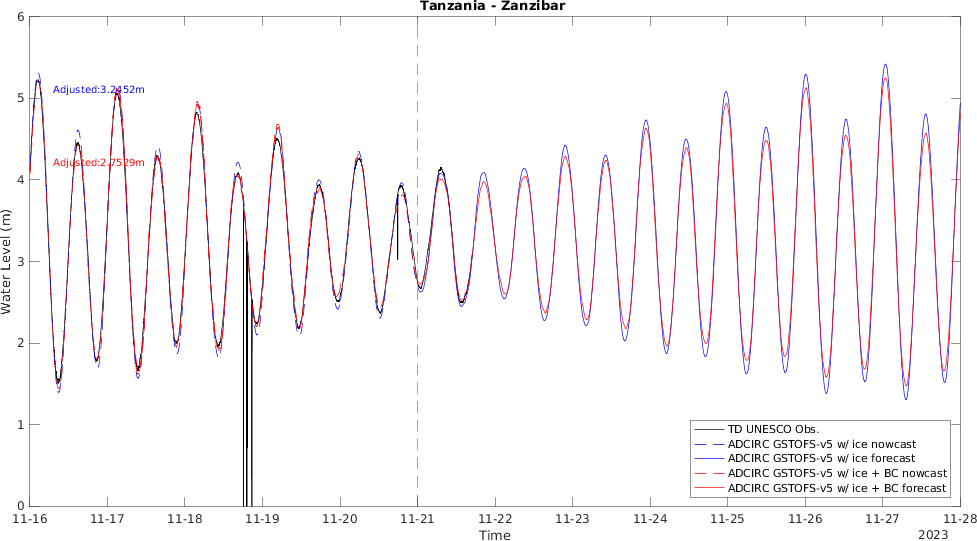 Tanzania - Zanzibar
6
5
4
3
2
1
0
Water Level (m)
Adjusted:3.2452m
Adjusted:2.7529m
TD UNESCO Obs.
ADCIRC GSTOFS-v5 w/ ice nowcast
ADCIRC GSTOFS-v5 w/ ice forecast
ADCIRC GSTOFS-v5 w/ ice + BC nowcast
ADCIRC GSTOFS-v5 w/ ice + BC forecast
11-16 11-17 11-18 11-19 11-20 11-21 11-22 11-23 11-24 11-25 11-26 11-27 11-28
Time
2023